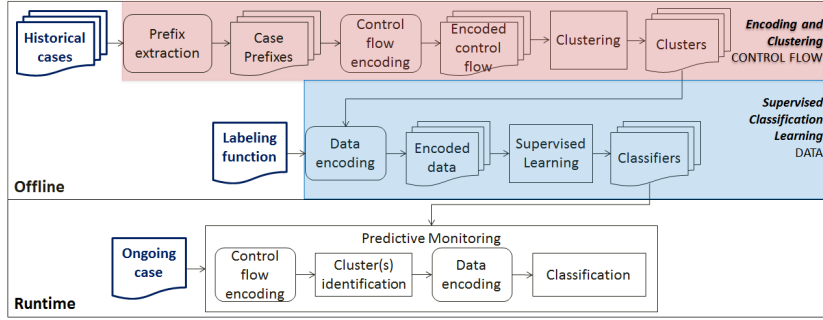 Historical
cases
Prefix
extraction
Case
Prefixes
Control
flow
encoding
Encoded
control
flow
Clustering
Clusters
Encoding and
Clustering
CONTROL FLOW
Labeling
function
Data
encoding
Encoded
data
Supervised
Learning
Classifiers
Supervised
Classification
Learning
DATA
Offline
Predictive Monitoring
Ongoing
case
Control
flow
encoding
Cluster(s)
identification
Data
encoding
Classification
Runtime